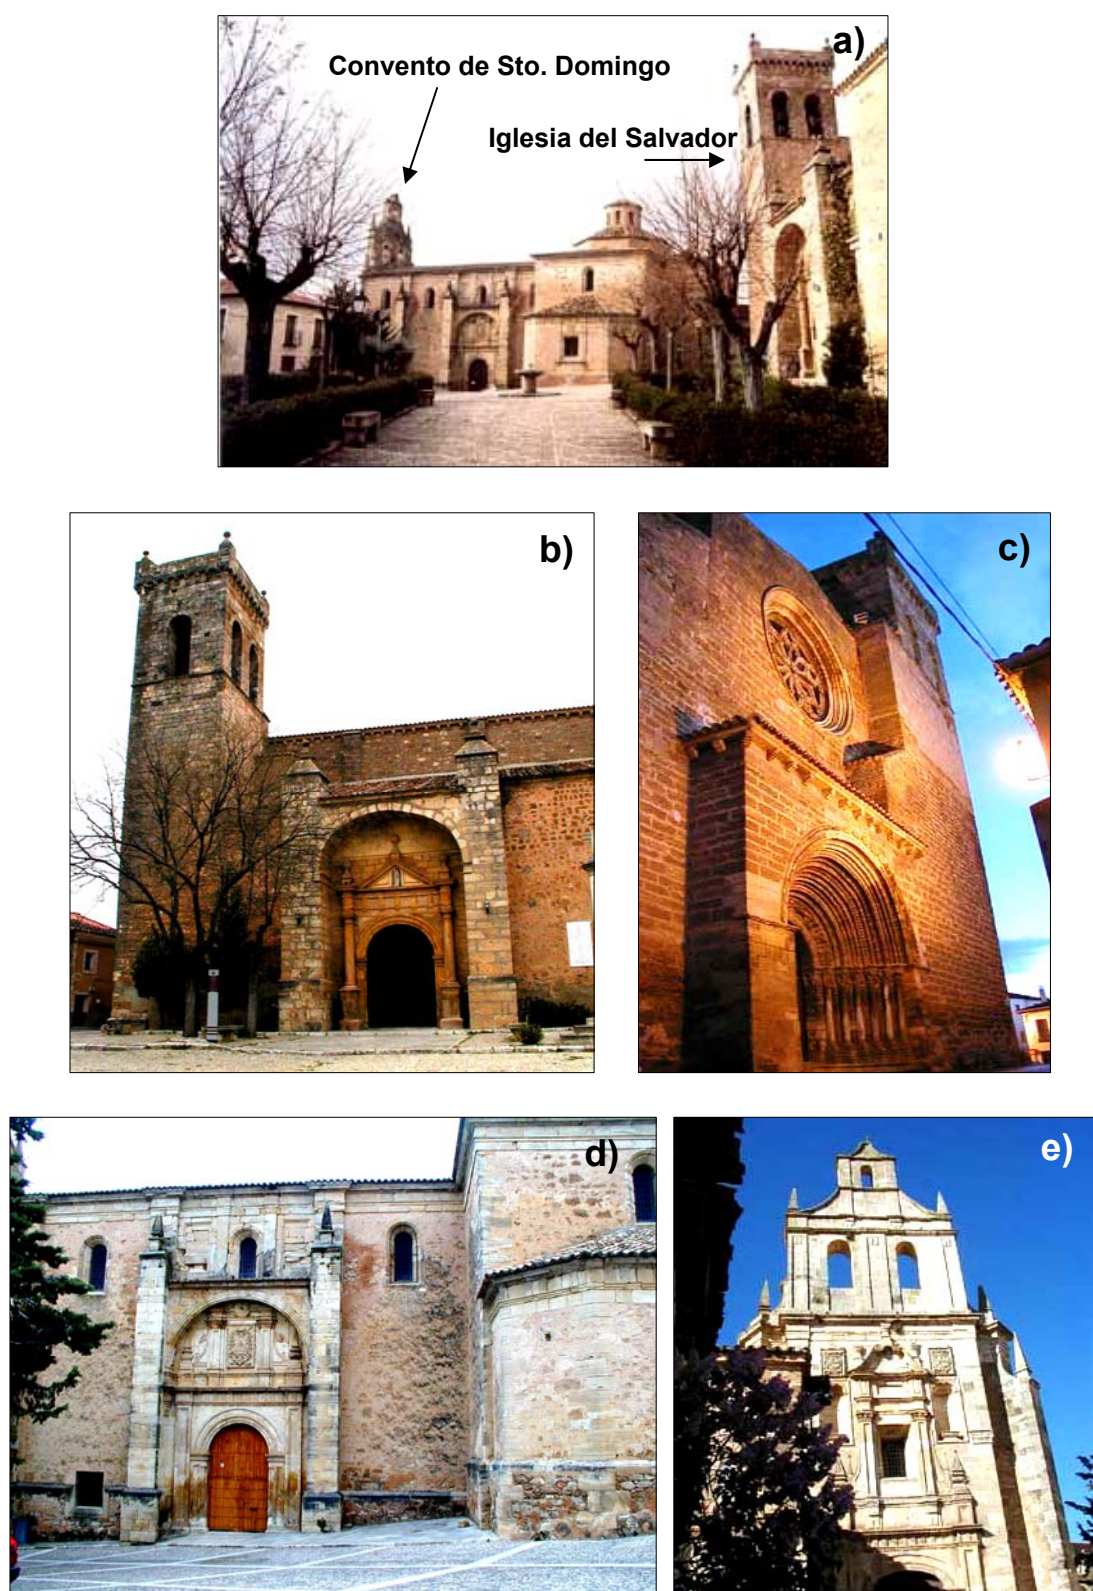 a)
Convento de Sto. Domingo
Iglesia del Salvador
b)
c)
d)
e)